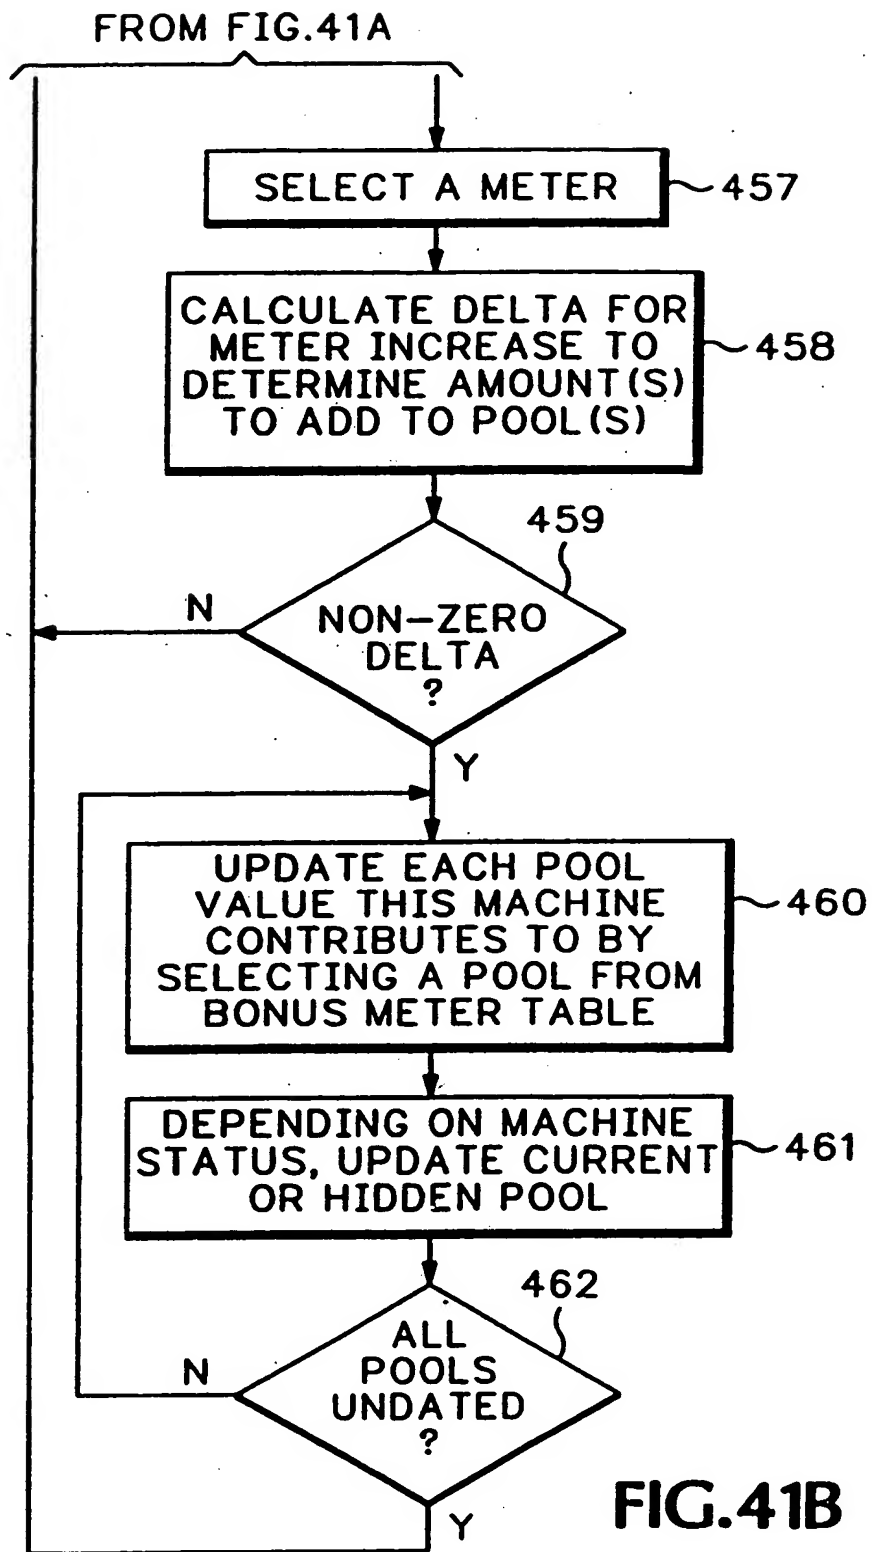 FROM FIG.41A
SELECT A METER
457
CALCULATE DELTA FOR
METER INCREASE TO
DETERMINE AMOUNT(S)
TO ADD TO POOL(S)
458
459
N
NON-ZERO
DELTA
?
Y
UPDATE EACH POOL
VALUE THIS MACHINE
CONTRIBUTES TO BY
SELECTING A POOL FROM
BONUS METER TABLE
460
DEPENDING ON MACHINE
STATUS, UPDATE CURRENT
OR HIDDEN POOL
461
462
N
ALL
POOLS
UNDATED
?
Y
FIG.41B